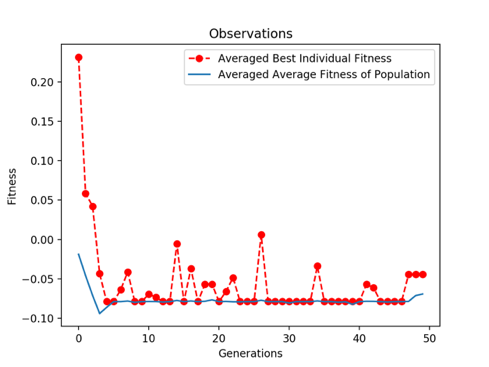 Observations
Averaged Best Individual Fitness
Averaged Average Fitness of Population
Fitness
0.20
0.15
0.10
0.05
0.00
−0.05
−0.10
0 10 20 30 40 50
Generations